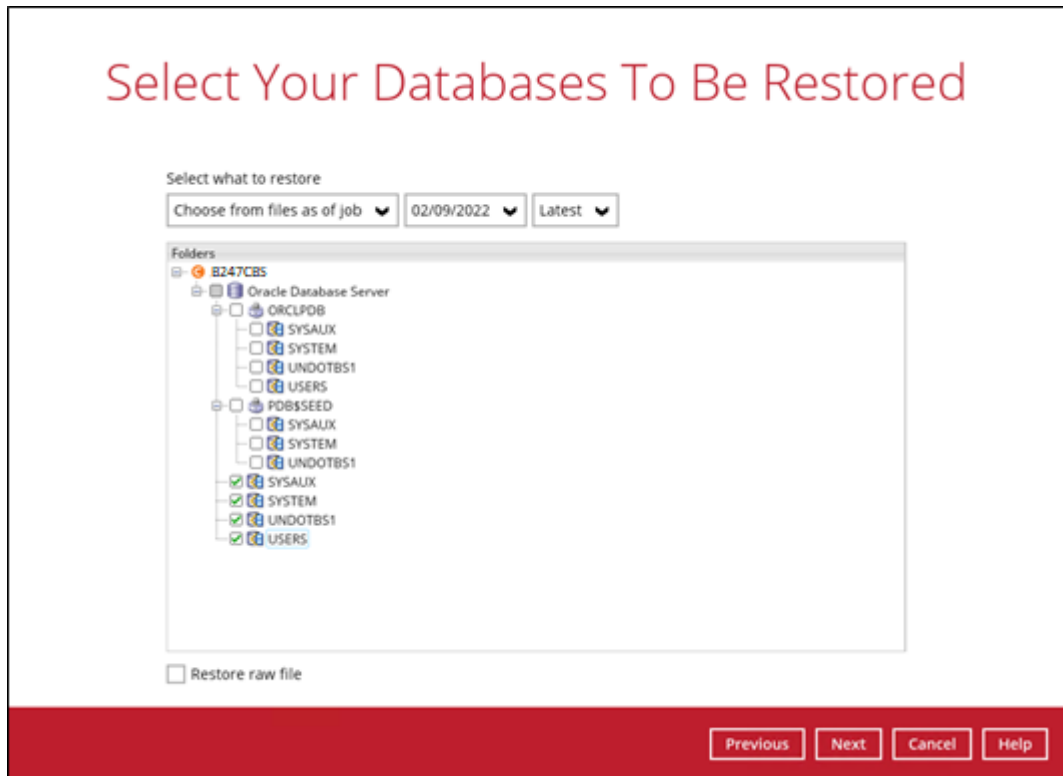 Select Your Databases To Be Restored
Select what to restore
Choose from files as of job 02/09/2022 Latest
Folders
B247CBS
Oracle Database Server
ORCLPDB
SYSAUX
SYSTEM
UNDOTBS1
USERS
PDB$SEED
SYSAUX
SYSTEM
UNDOTBS1
SYSAUX
SYSTEM
UNDOTBS1
USERS
Restore raw file
Previous Next Cancel Help